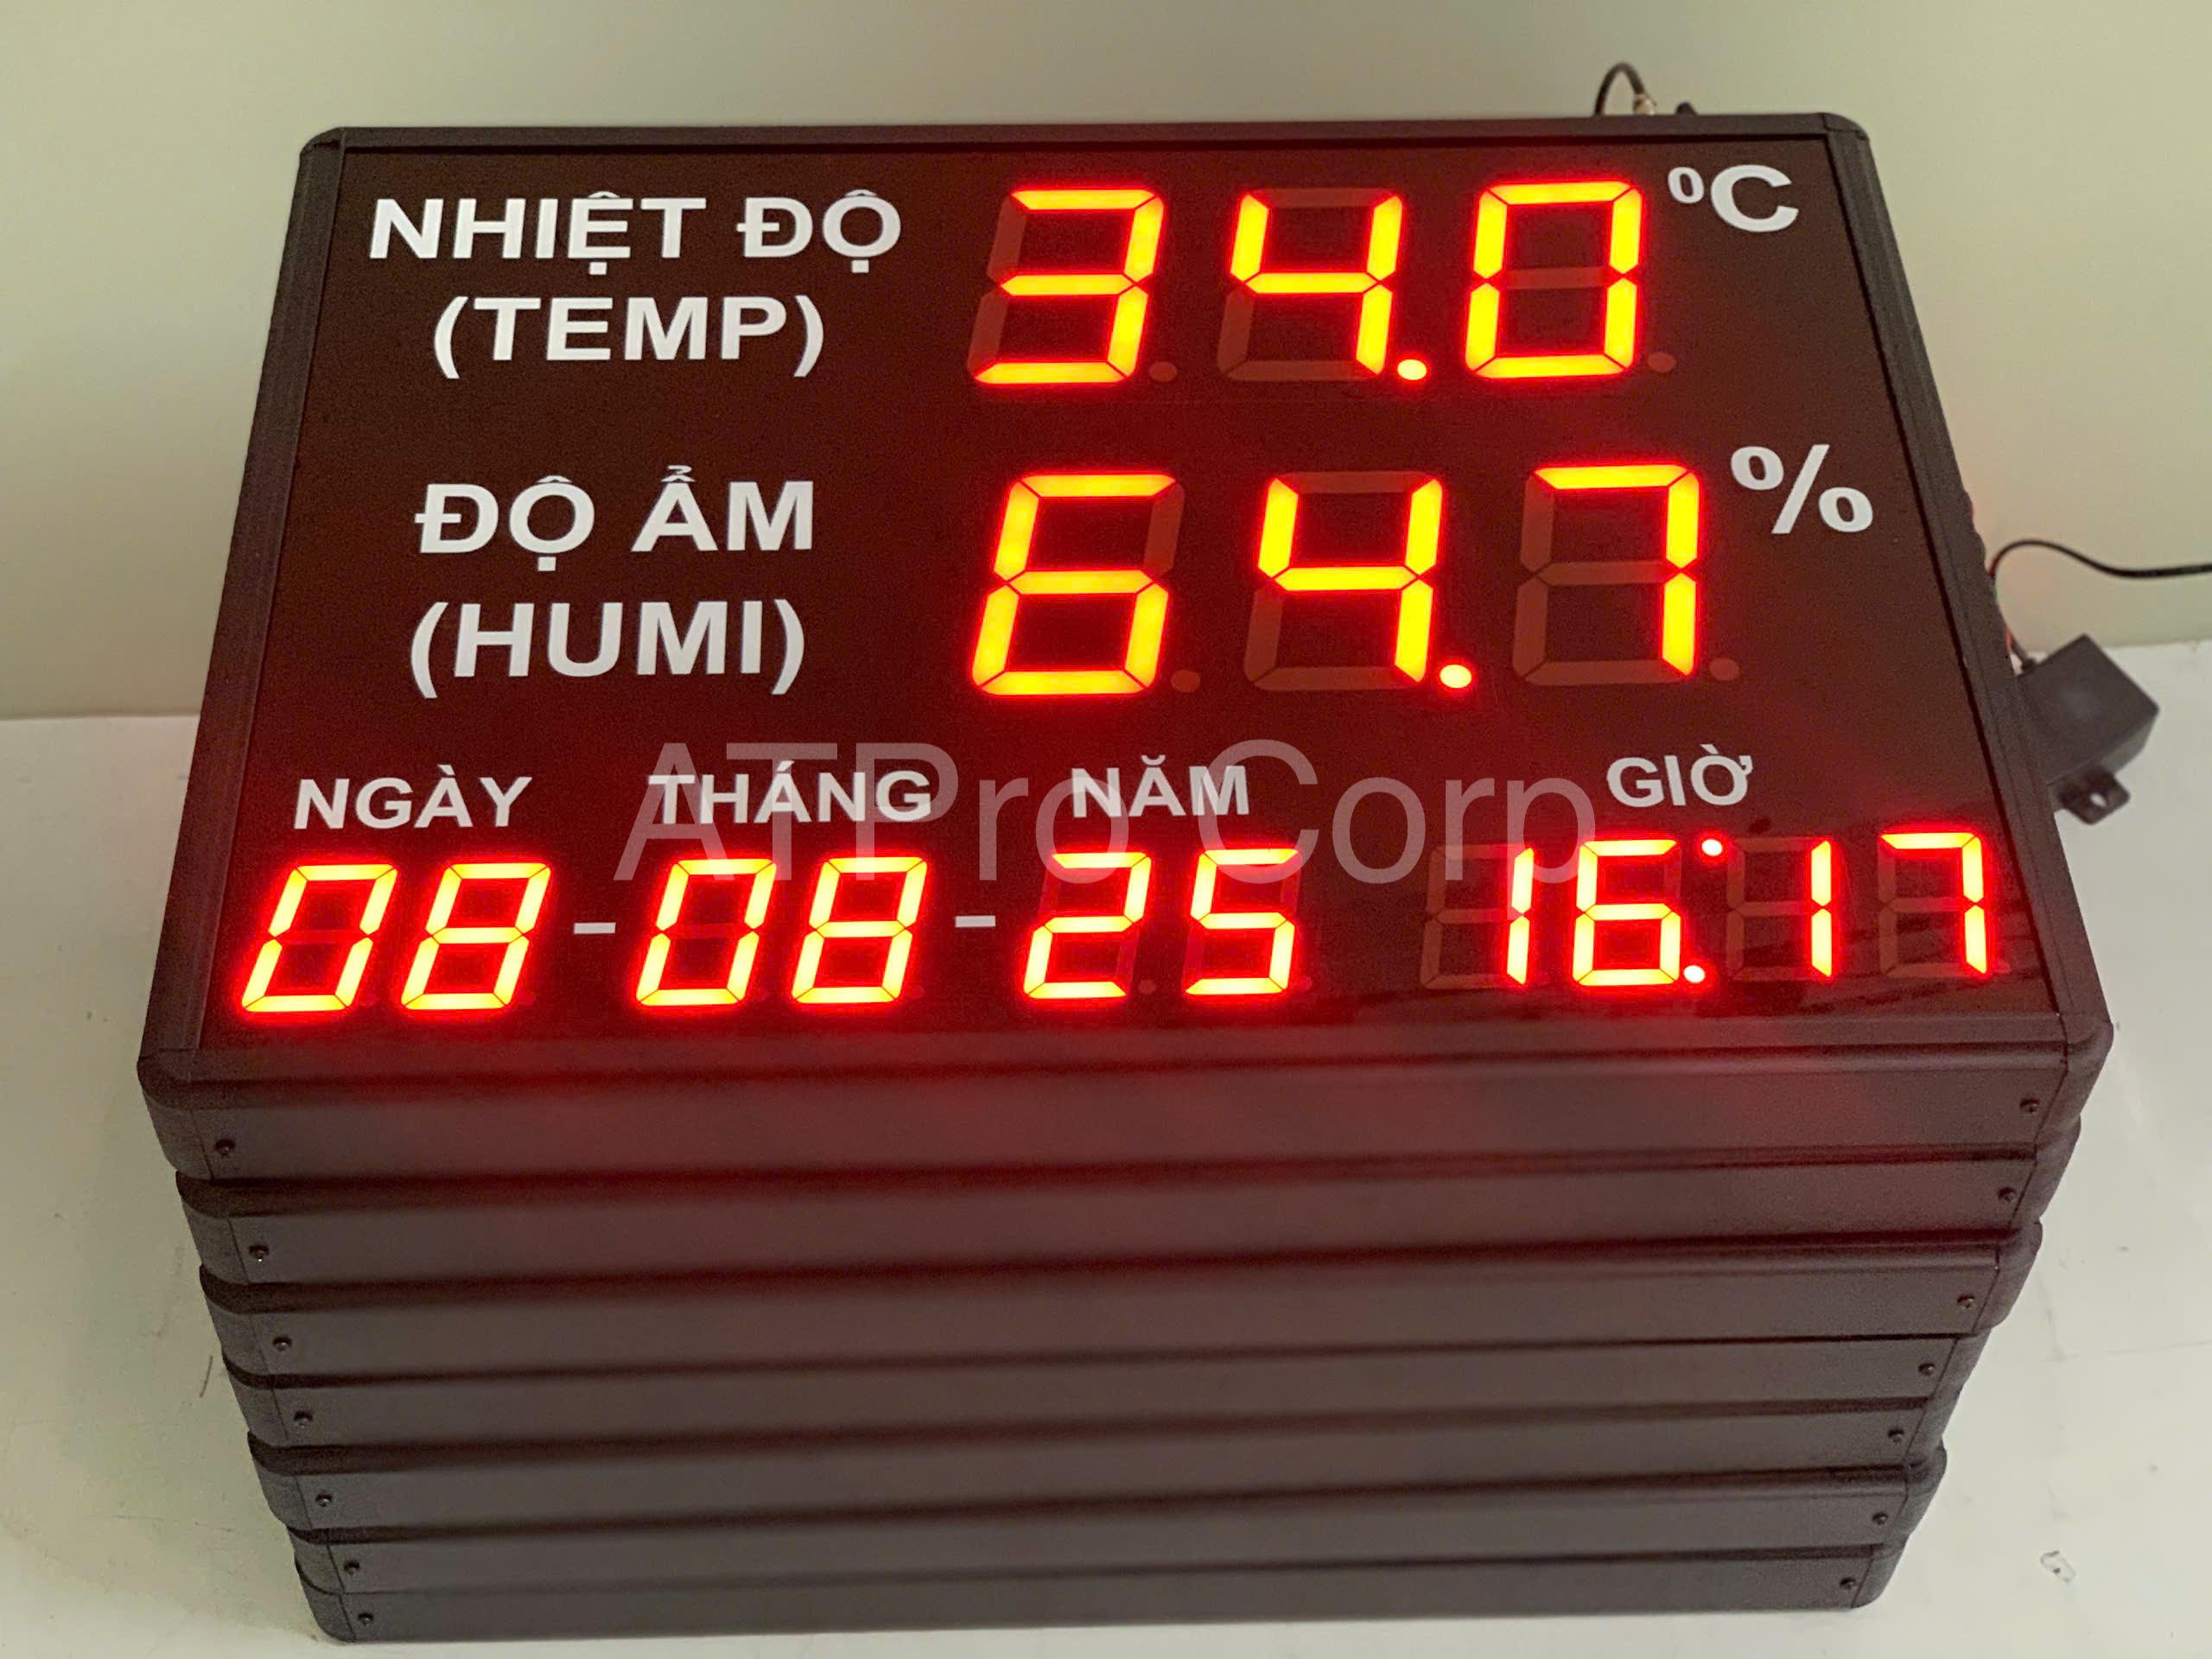 NHIỆT ĐỘ 34.0 ⁰C
(TEMP)
ĐỘ ẨM 64.7 %
(HUMI)
NGÀY THÁNG NĂM GIỜ
08-08-25 16:17
ATPro Corp